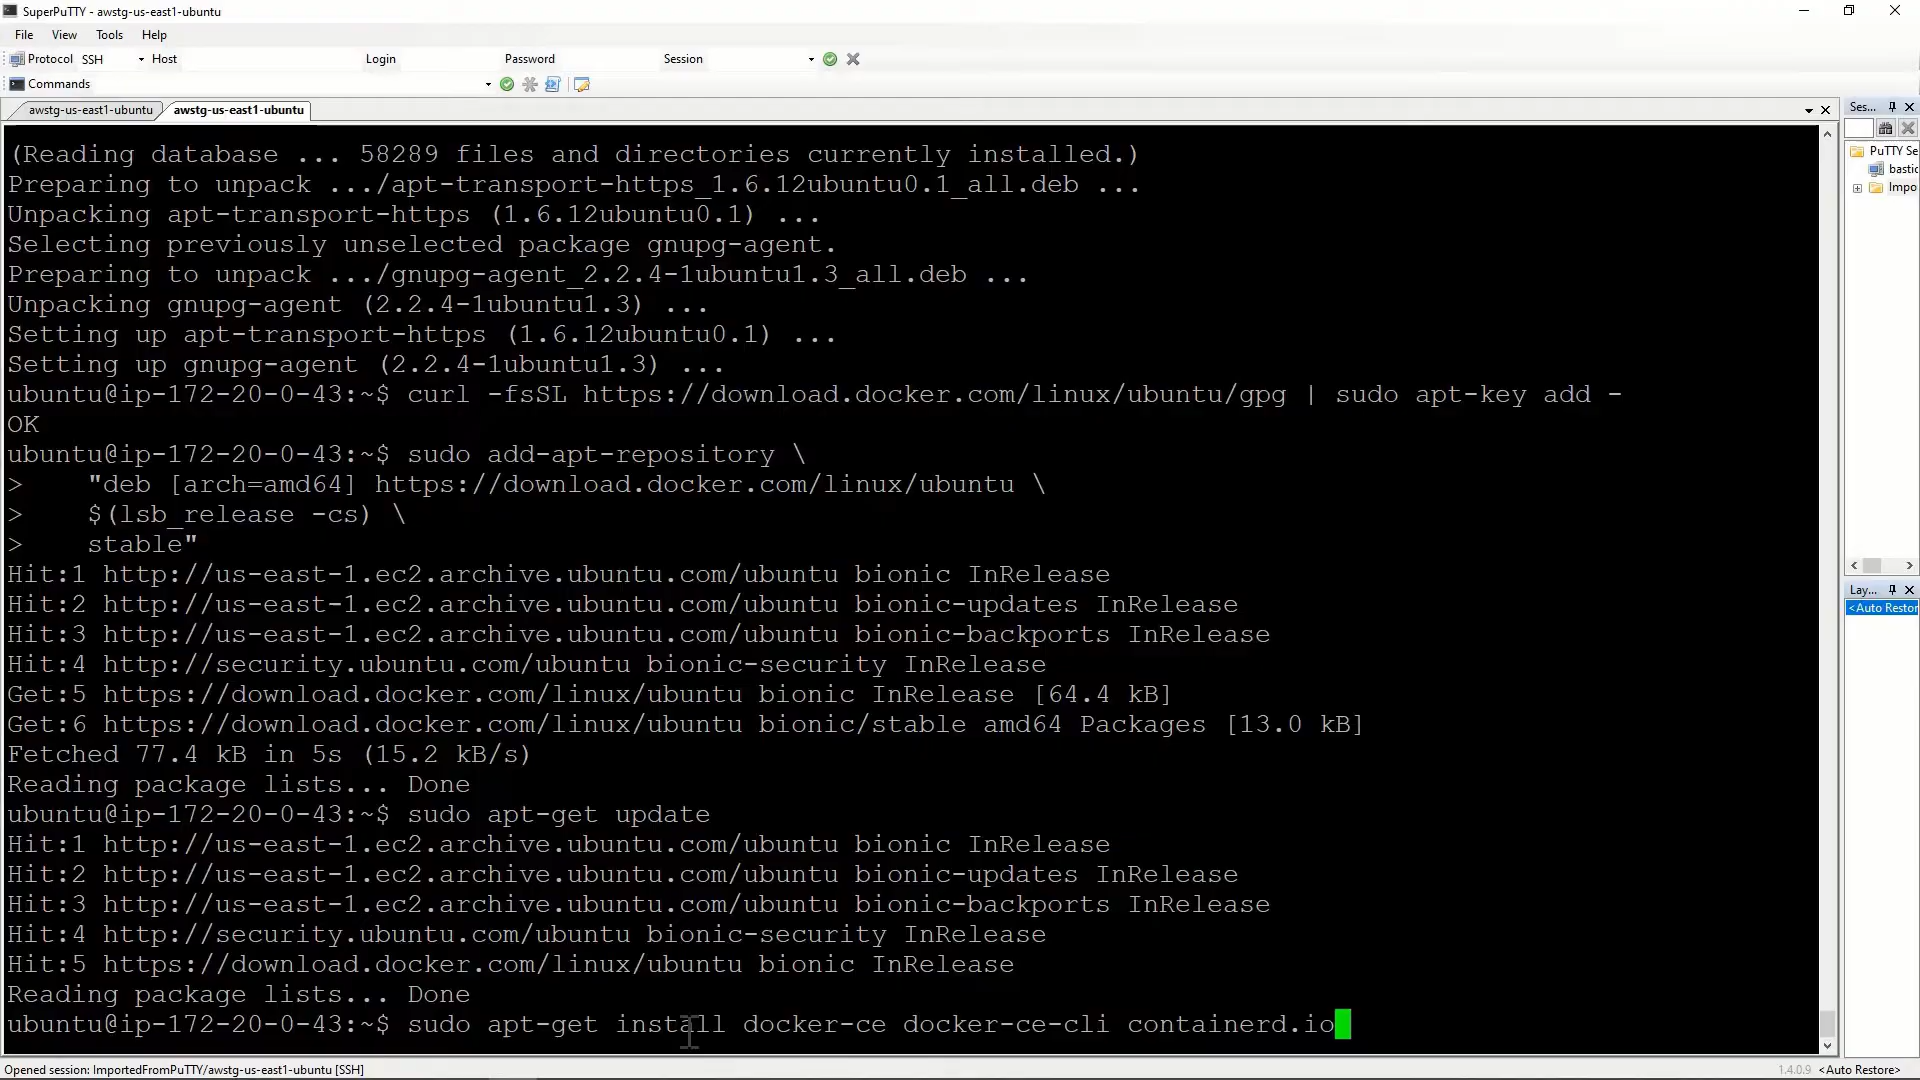 SuperPuTTY - awstg-us-east1-ubuntu
File View Tools Help
Protocol SSH Host Login Password Session
Commands
awstg-us-east1-ubuntu awstg-us-east1-ubuntu
(Reading database ... 58289 files and directories currently installed.)
Preparing to unpack .../apt-transport-https_1.6.12ubuntu0.1_all.deb ...
Unpacking apt-transport-https (1.6.12ubuntu0.1) ...
Selecting previously unselected package gnupg-agent.
Preparing to unpack .../gnupg-agent_2.2.4-1ubuntu1.3_all.deb ...
Unpacking gnupg-agent (2.2.4-1ubuntu1.3) ...
Setting up apt-transport-https (1.6.12ubuntu0.1) ...
Setting up gnupg-agent (2.2.4-1ubuntu1.3) ...
ubuntu@ip-172-20-0-43:~$ curl -fsSL https://download.docker.com/linux/ubuntu/gpg | sudo apt-key add -
OK
ubuntu@ip-172-20-0-43:~$ sudo add-apt-repository \
>    "deb [arch=amd64] https://download.docker.com/linux/ubuntu \
>    $(lsb_release -cs) \
>    stable"
Hit:1 http://us-east-1.ec2.archive.ubuntu.com/ubuntu bionic InRelease
Hit:2 http://us-east-1.ec2.archive.ubuntu.com/ubuntu bionic-updates InRelease
Hit:3 http://us-east-1.ec2.archive.ubuntu.com/ubuntu bionic-backports InRelease
Hit:4 http://security.ubuntu.com/ubuntu bionic-security InRelease
Get:5 https://download.docker.com/linux/ubuntu bionic InRelease [64.4 kB]
Get:6 https://download.docker.com/linux/ubuntu bionic/stable amd64 Packages [13.0 kB]
Fetched 77.4 kB in 5s (15.2 kB/s)
Reading package lists... Done
ubuntu@ip-172-20-0-43:~$ sudo apt-get update
Hit:1 http://us-east-1.ec2.archive.ubuntu.com/ubuntu bionic InRelease
Hit:2 http://us-east-1.ec2.archive.ubuntu.com/ubuntu bionic-updates InRelease
Hit:3 http://us-east-1.ec2.archive.ubuntu.com/ubuntu bionic-backports InRelease
Hit:4 http://security.ubuntu.com/ubuntu bionic-security InRelease
Hit:5 https://download.docker.com/linux/ubuntu bionic InRelease
Reading package lists... Done
ubuntu@ip-172-20-0-43:~$ sudo apt-get install docker-ce docker-ce-cli containerd.io
Ses...
PuTTY Se
bastic
Impo
Lay...
<Auto Restor
Opened session: ImportedFromPuTTY/awstg-us-east1-ubuntu [SSH]
1.4.0.9 <Auto Restore>